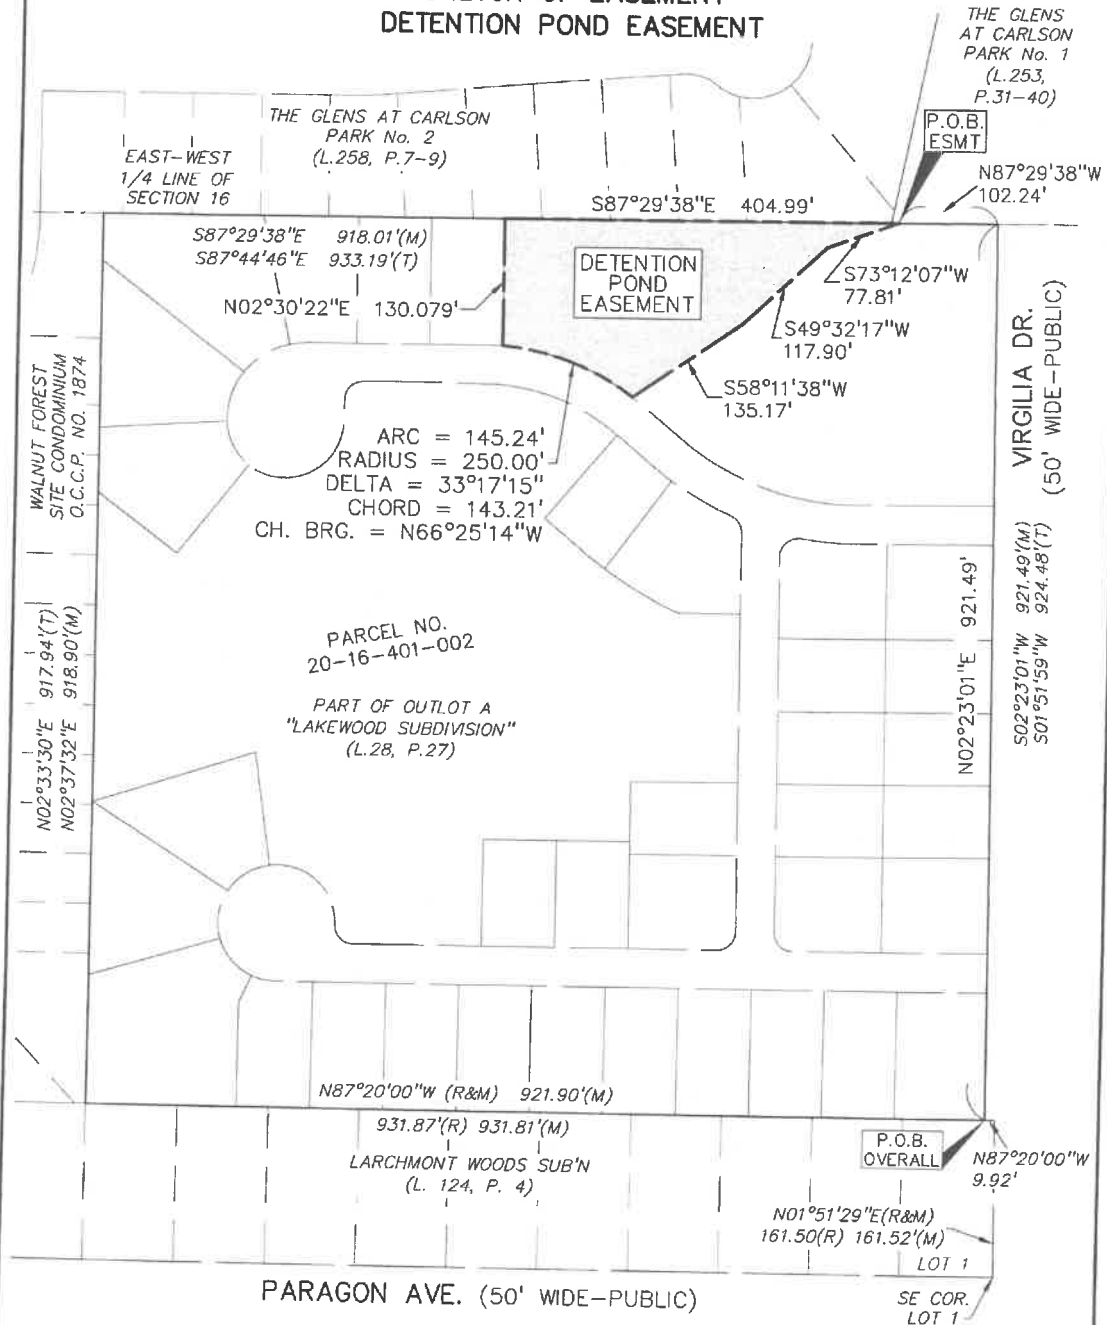 DETENTION POND EASEMENT
THE GLENS
AT CARLSON
PARK No. 1
(L.253,
P.31-40)
THE GLENS AT CARLSON
PARK No. 2
(L.258, P.7-9)
P.O.B.
ESMT
EAST-WEST
1/4 LINE OF
SECTION 16
N87°29'38"W
102.24'
S87°29'38"E 404.99'
S87°29'38"E 918.01'(M)
S87°44'46"E 933.19'(T)
DETENTION
POND
EASEMENT
S73°12'07"W
77.81'
N02°30'22"E 130.079'
S49°32'17"W
117.90'
S58°11'38"W
135.17'
VIRGILIA DR.
(50' WIDE-PUBLIC)
WALNUT FOREST
SITE CONDOMINIUM
O.C.C.P. NO. 1874
ARC = 145.24'
RADIUS = 250.00'
DELTA = 33°17'15"
CHORD = 143.21'
CH. BRG. = N66°25'14"W
N02°23'01"E 921.49'
S02°23'01"W 921.49'(M)
S01°51'59"W 924.48'(T)
N02°33'30"E 917.94'(T)
N02°37'32"E 918.90'(M)
PARCEL NO.
20-16-401-002
PART OF OUTLOT A
"LAKEWOOD SUBDIVISION"
(L.28, P.27)
N87°20'00"W (R&M) 921.90'(M)
931.87'(R) 931.81'(M)
LARCHMONT WOODS SUB'N
(L. 124, P. 4)
P.O.B.
OVERALL
N87°20'00"W
9.92'
N01°51'29"E(R&M)
161.50(R) 161.52'(M)
LOT 1
PARAGON AVE. (50' WIDE-PUBLIC)
SE COR.
LOT 1